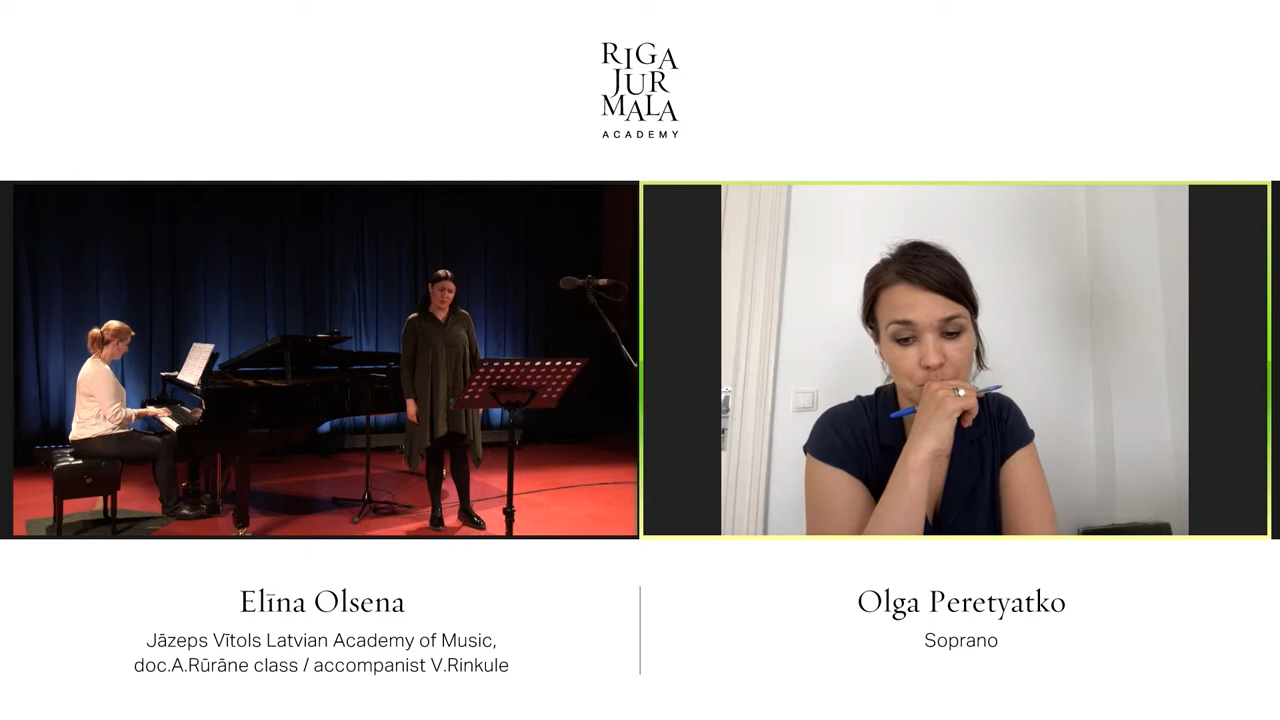 RIGA
JUR
MALA
ACADEMY
Elīna Olsena
Jāzeps Vītols Latvian Academy of Music,
doc.A.Rūrāne class / accompanist V.Rinkule
Olga Peretyatko
Soprano